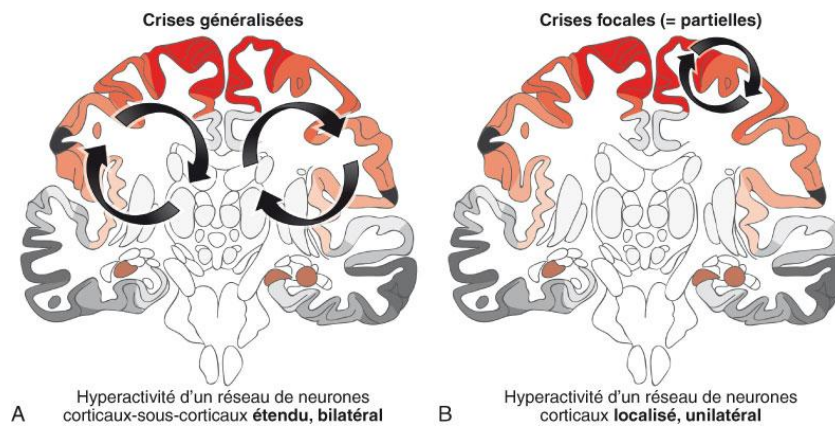 Crises généralisées
Crises focales (= partielles)
A
Hyperactivité d'un réseau de neurones
corticaux-sous-corticaux étendu, bilatéral
B
Hyperactivité d'un réseau de neurones
corticaux localisé, unilatéral